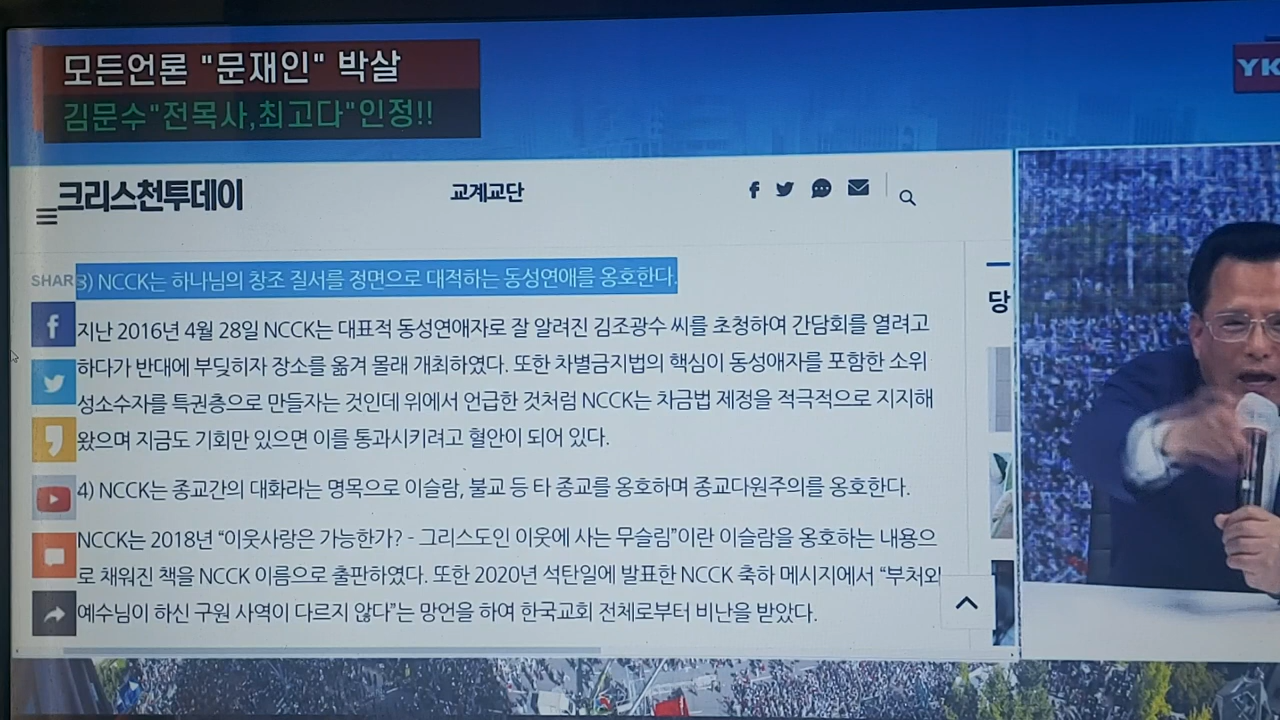 모든언론 "문재인" 박살
김문수"전목사,최고다"인정!!
YK
크리스천투데이
교계교단
SHAR
3) NCCK는 하나님의 창조 질서를 정면으로 대적하는 동성연애를 옹호한다.
지난 2016년 4월 28일 NCCK는 대표적 동성연애자로 잘 알려진 김조광수 씨를 초청하여 간담회를 열려고
하다가 반대에 부딪히자 장소를 옮겨 몰래 개최하였다. 또한 차별금지법의 핵심이 동성애자를 포함한 소위
성소수자를 특권층으로 만들자는 것인데 위에서 언급한 것처럼 NCCK는 차금법 제정을 적극적으로 지지해
왔으며 지금도 기회만 있으면 이를 통과시키려고 혈안이 되어 있다.
4) NCCK는 종교간의 대화라는 명목으로 이슬람, 불교 등 타 종교를 옹호하며 종교다원주의를 옹호한다.
NCCK는 2018년 “이웃사랑은 가능한가? - 그리스도인 이웃에 사는 무슬림”이란 이슬람을 옹호하는 내용으
로 채워진 책을 NCCK 이름으로 출판하였다. 또한 2020년 석탄일에 발표한 NCCK 축하 메시지에서 “부처와
예수님이 하신 구원 사역이 다르지 않다”는 망언을 하여 한국교회 전체로부터 비난을 받았다.
당